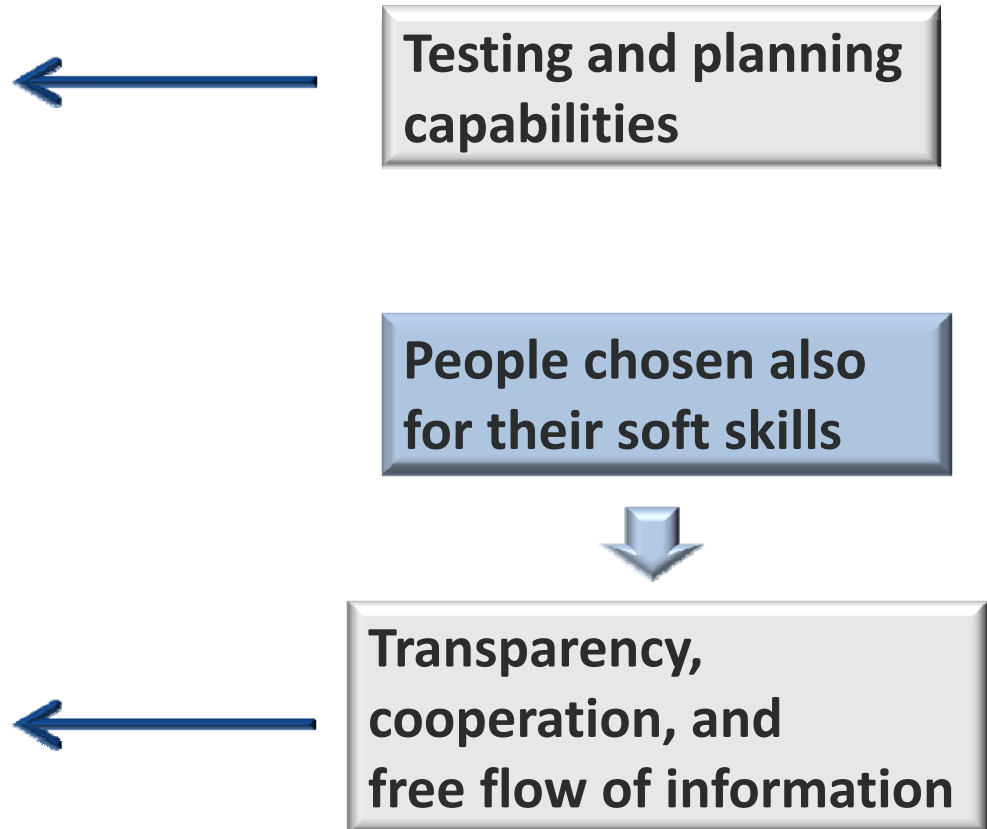 Testing and planning
capabilities
People chosen also
for their soft skills
Transparency,
cooperation, and
free flow of information